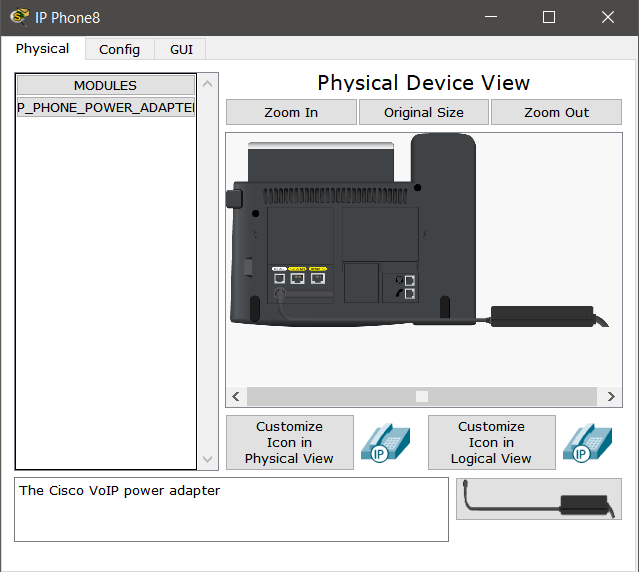 IP Phone8
Physical
Config
GUI
MODULES
P_PHONE_POWER_ADAPTE
Physical Device View
Zoom In
Original Size
Zoom Out
Customize
Icon in
Physical View
IP
Customize
Icon in
Logical View
IP
The Cisco VoIP power adapter